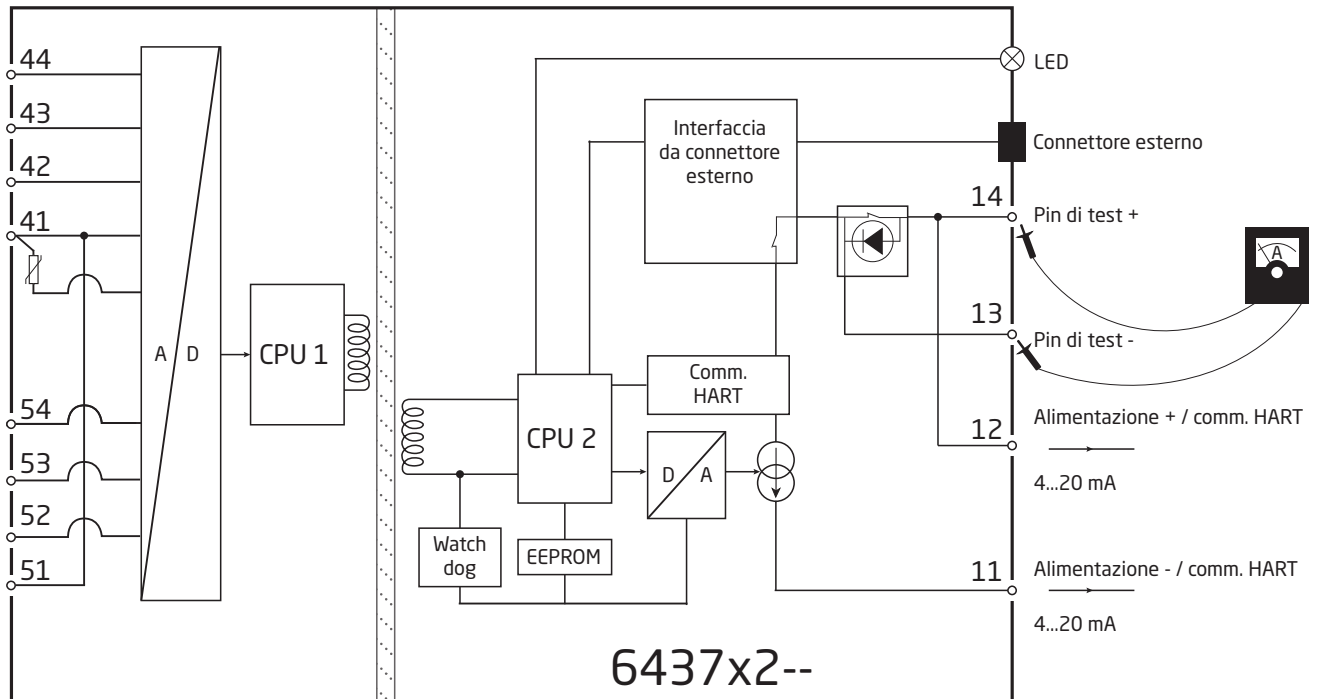 44
43
42
41
54
53
52
51
A
D
CPU 1
LED
Interfaccia
da connettore
esterno
Connettore esterno
14
Pin di test +
A
13
Pin di test -
Comm.
HART
CPU 2
12
Alimentazione + / comm. HART
4...20 mA
D
A
Watch
dog
EEPROM
11
Alimentazione - / comm. HART
4...20 mA
6437x2--